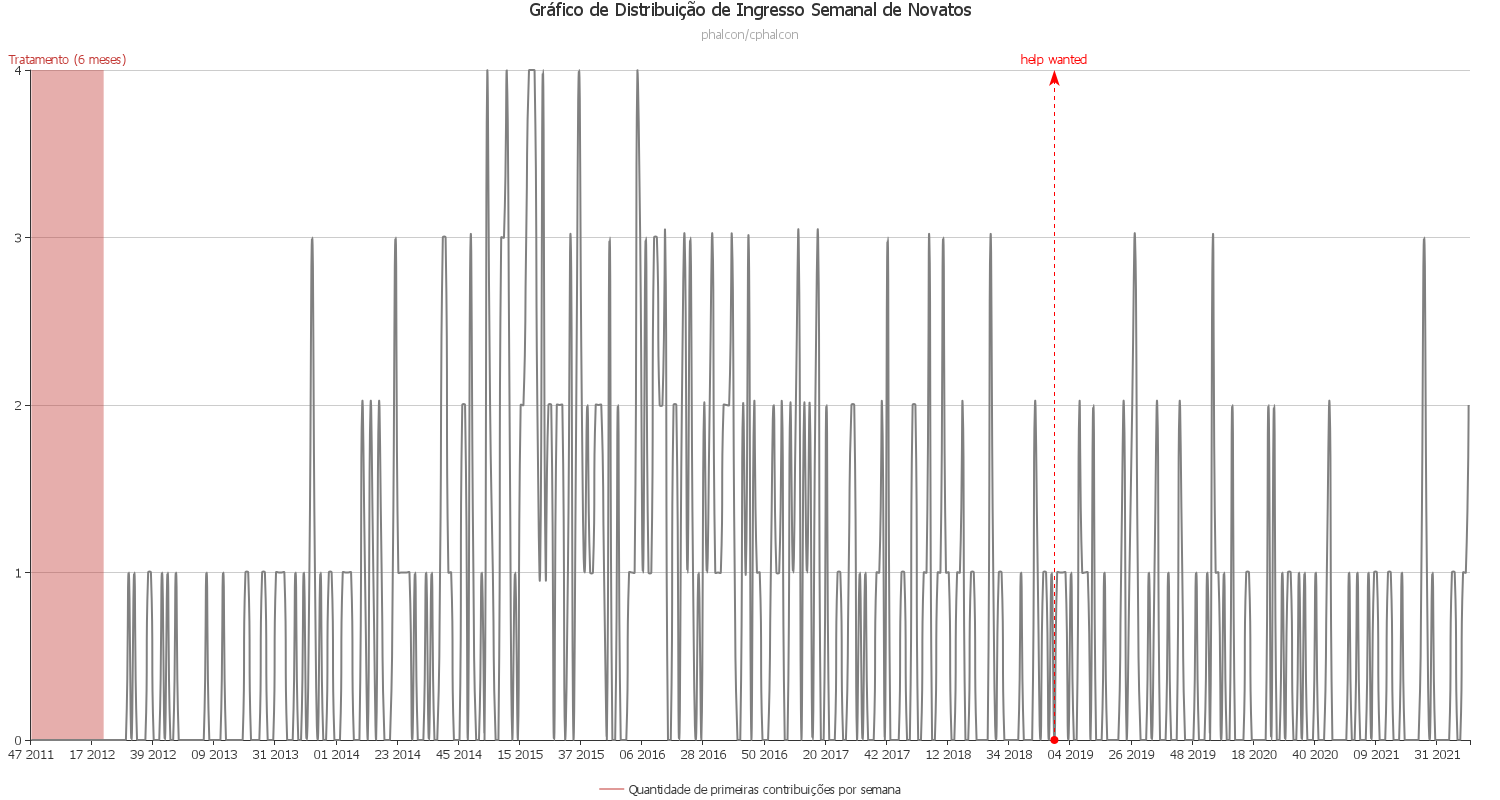 Gráfico de Distribuição de Ingresso Semanal de Novatos
phalcon/cphalcon
Tratamento (6 meses)
help wanted
4
3
2
1
0
47 2011 17 2012 39 2012 09 2013 31 2013 01 2014 23 2014 45 2014 15 2015 37 2015 06 2016 28 2016 50 2016 20 2017 42 2017 12 2018 34 2018 04 2019 26 2019 48 2019 18 2020 40 2020 09 2021 31 2021
Quantidade de primeiras contribuições por semana